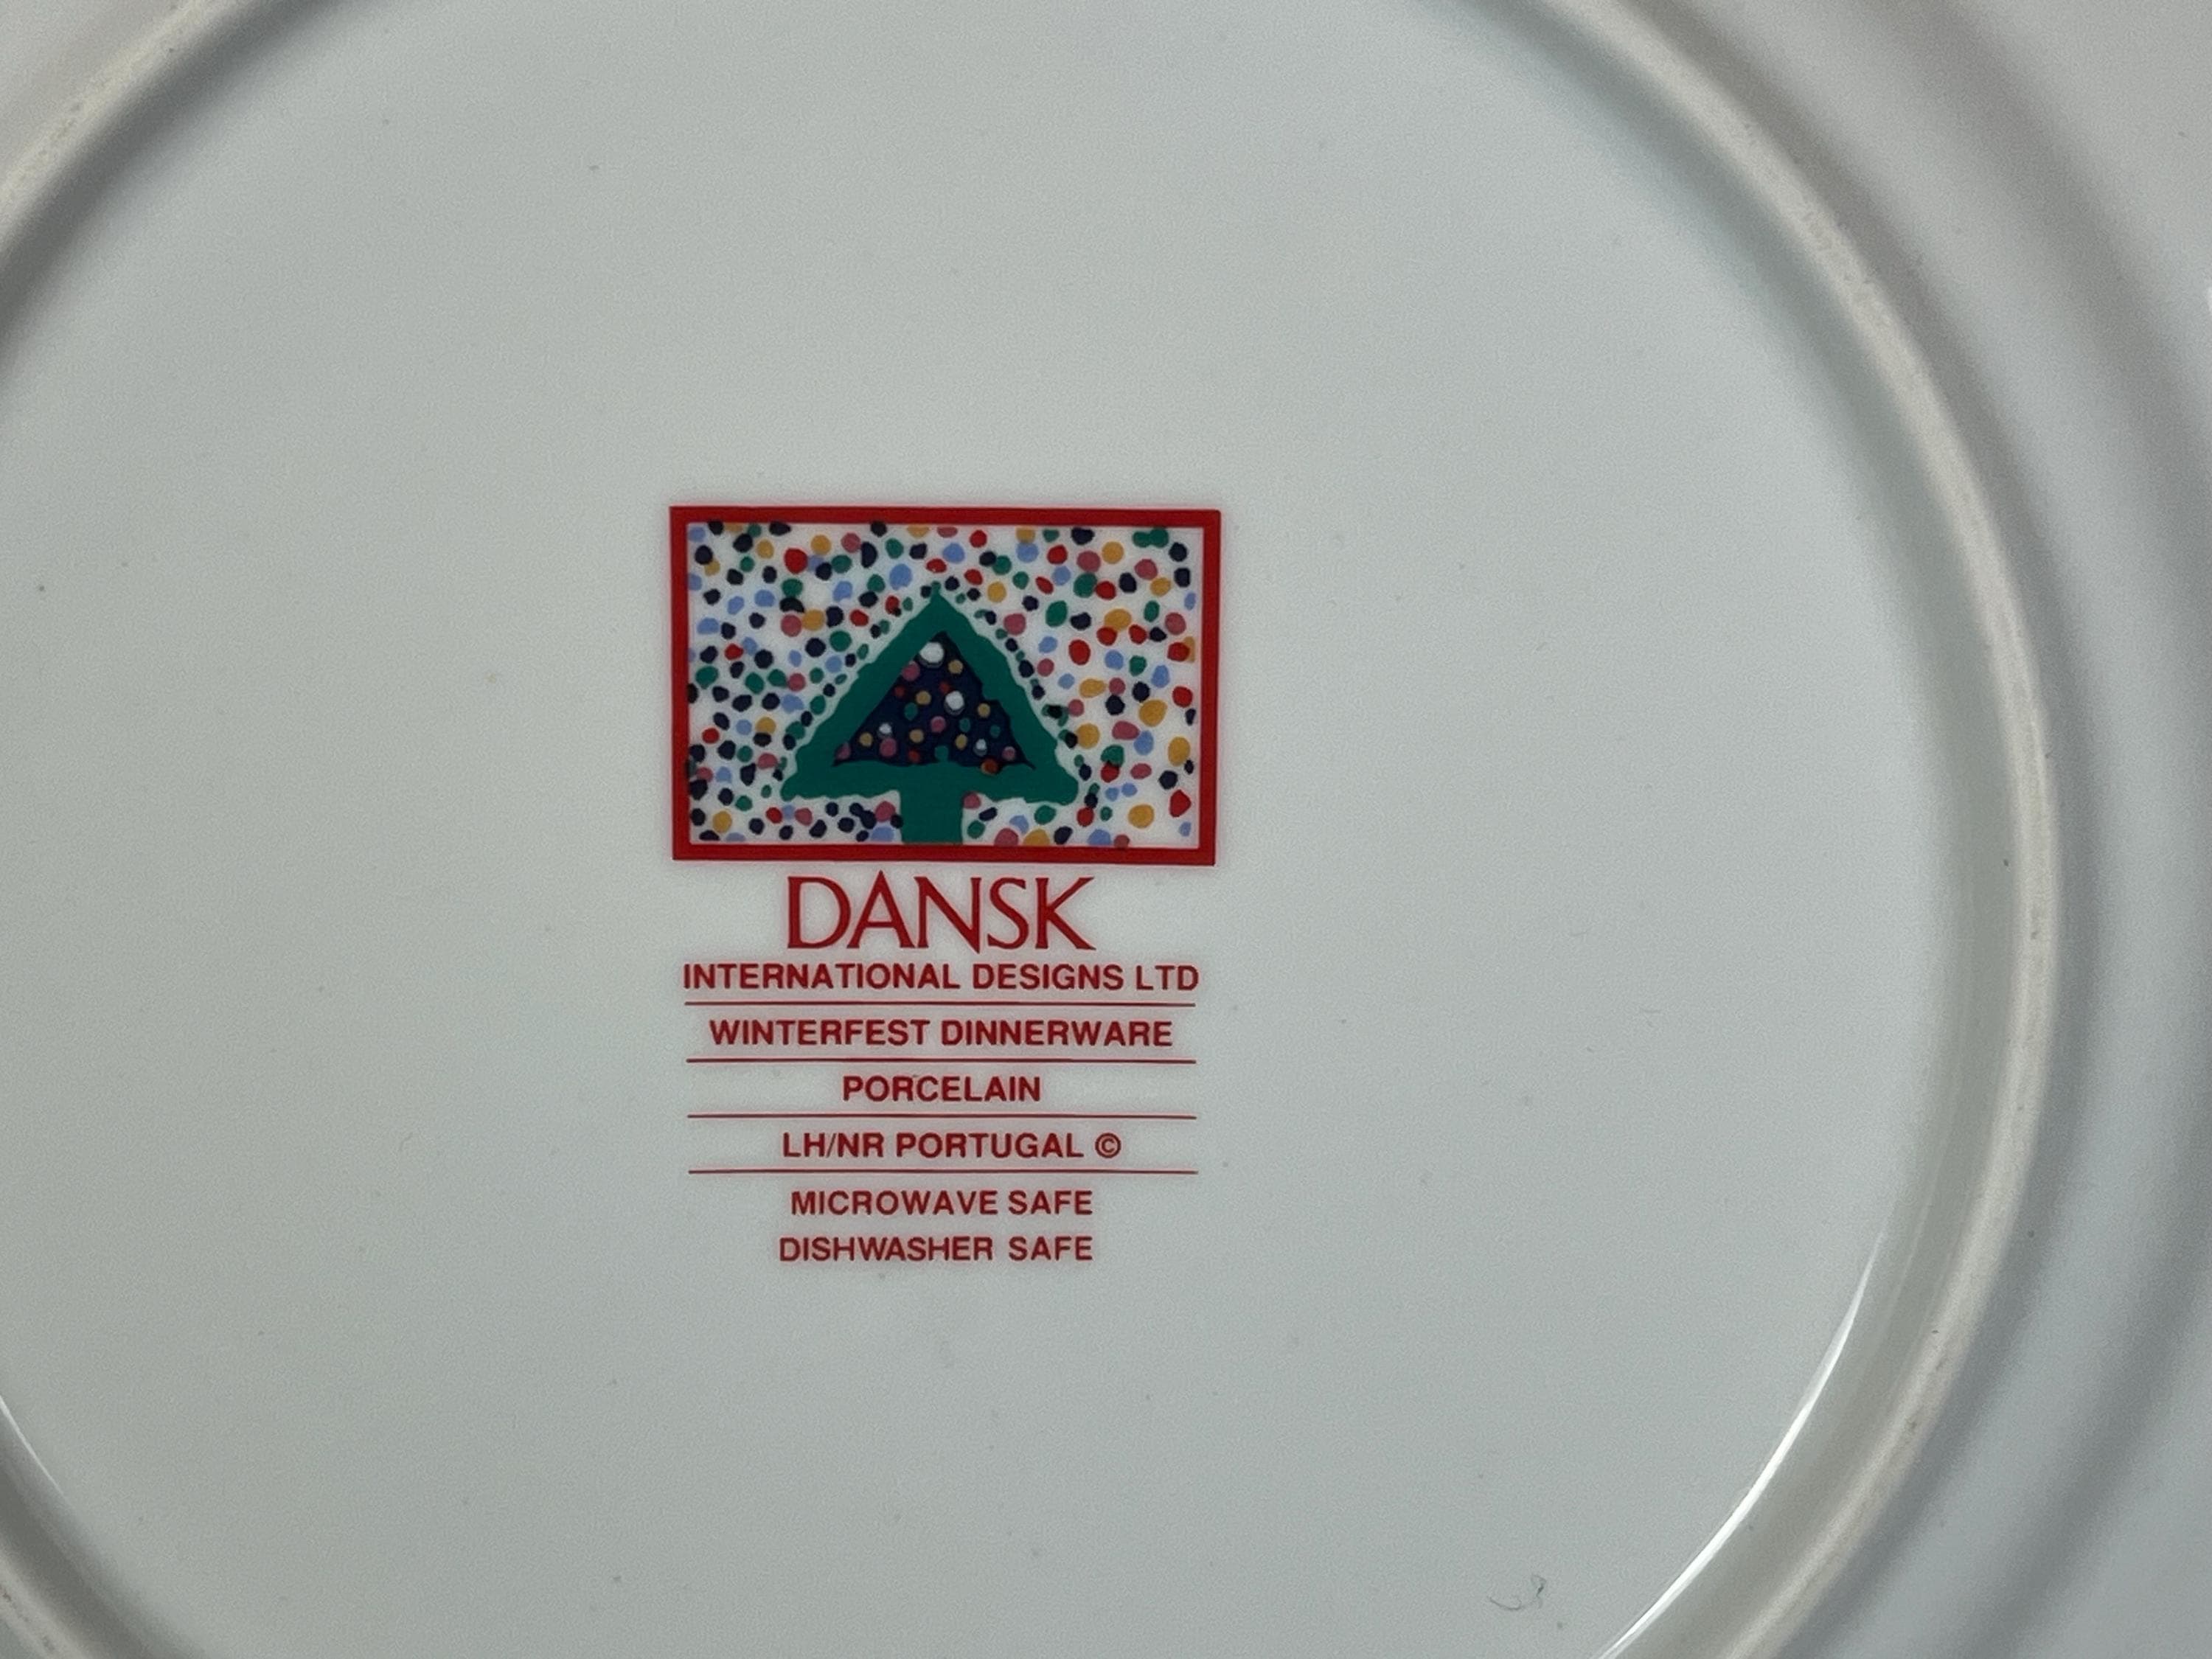 DANSK
INTERNATIONAL DESIGNS LTD
WINTERFEST DINNERWARE
PORCELAIN
LH/NR PORTUGAL ©
MICROWAVE SAFE
DISHWASHER SAFE